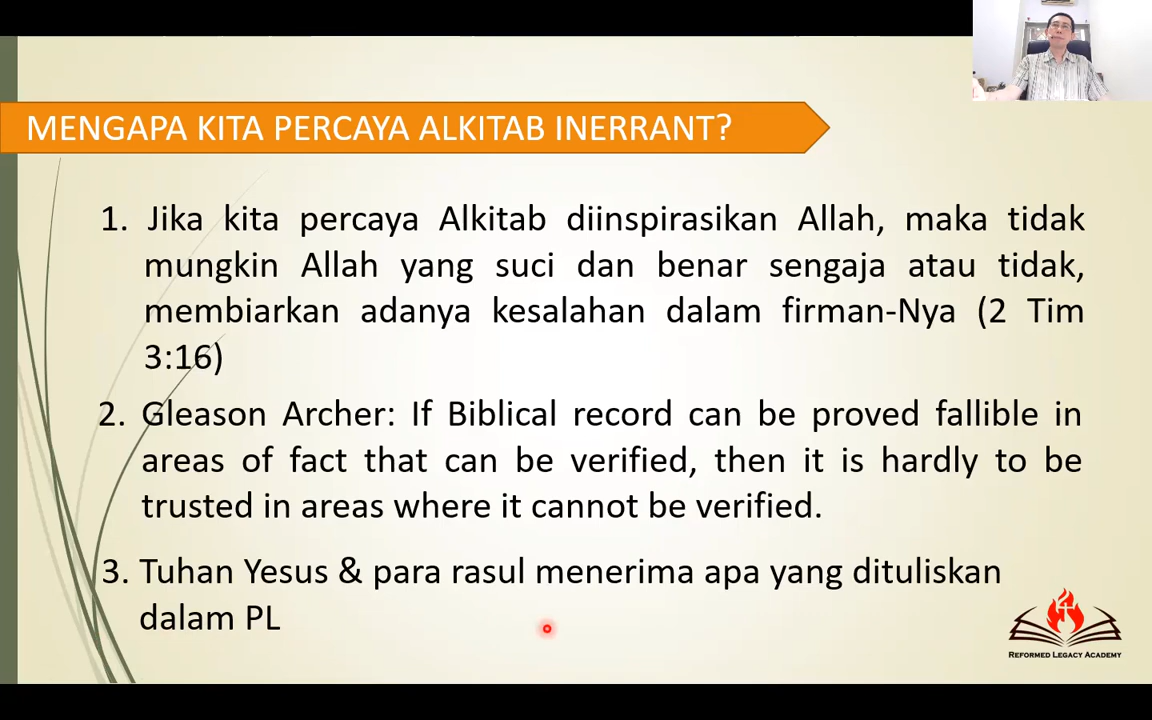 MENGAPA KITA PERCAYA ALKITAB INERRANT?
1. Jika kita percaya Alkitab diinspirasikan Allah, maka tidak
mungkin Allah yang suci dan benar sengaja atau tidak,
membiarkan adanya kesalahan dalam firman-Nya (2 Tim
3:16)
2. Gleason Archer: If Biblical record can be proved fallible in
areas of fact that can be verified, then it is hardly to be
trusted in areas where it cannot be verified.
3. Tuhan Yesus & para rasul menerima apa yang dituliskan
dalam PL
REFORMED LEGACY ACADEMY